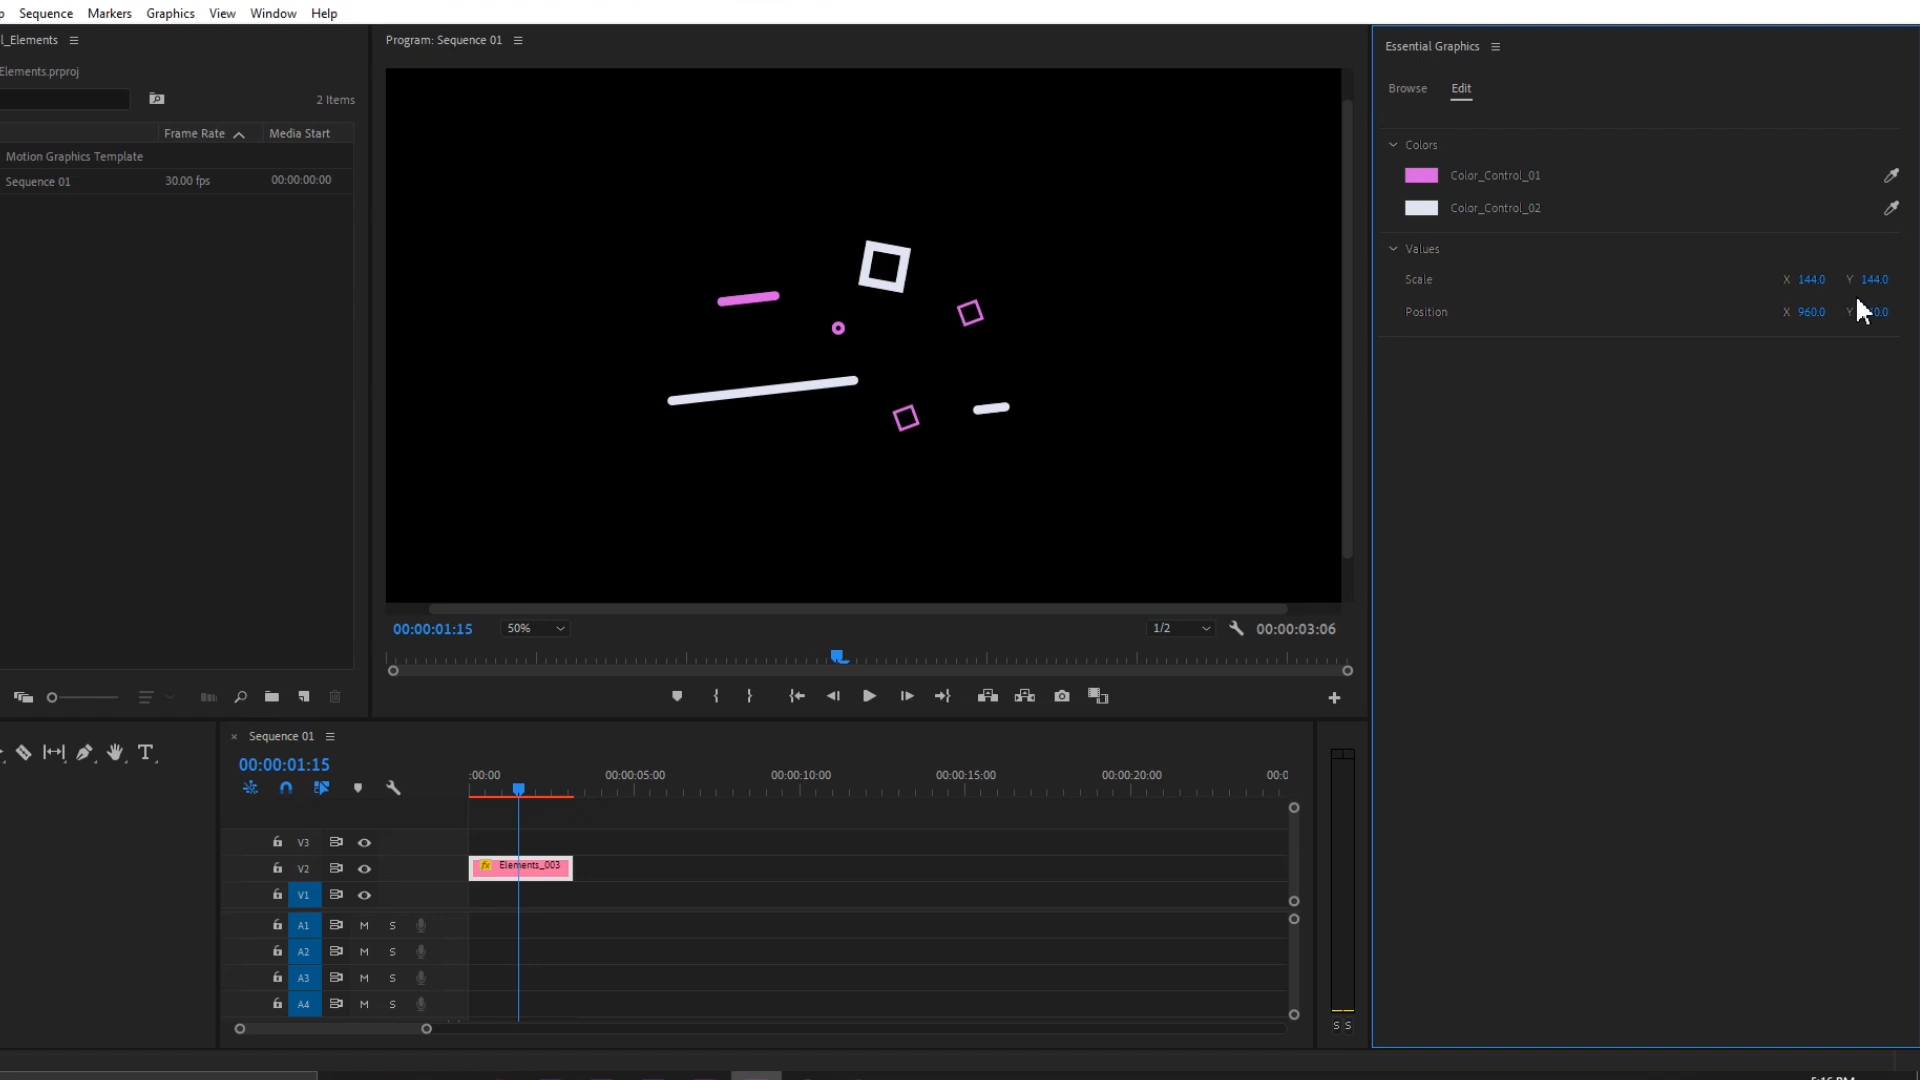 Sequence Markers Graphics View Window Help
l_Elements
Elements.prproj
2 Items
Frame Rate Media Start
Motion Graphics Template
Sequence 01 30.00 fps 00:00:00:00
Program: Sequence 01
00:00:01:15 50% 1/2 00:00:03:06
Essential Graphics
Browse Edit
Colors
Color_Control_01
Color_Control_02
Values
Scale X 144.0 Y 144.0
Position X 960.0 Y
× Sequence 01
00:00:01:15
:00:00 00:00:05:00 00:00:10:00 00:00:15:00 00:00:20:00 00:0
V3
V2 fx Elements_003
V1
A1 M S
A2 M S
A3 M S
A4 M S
S S